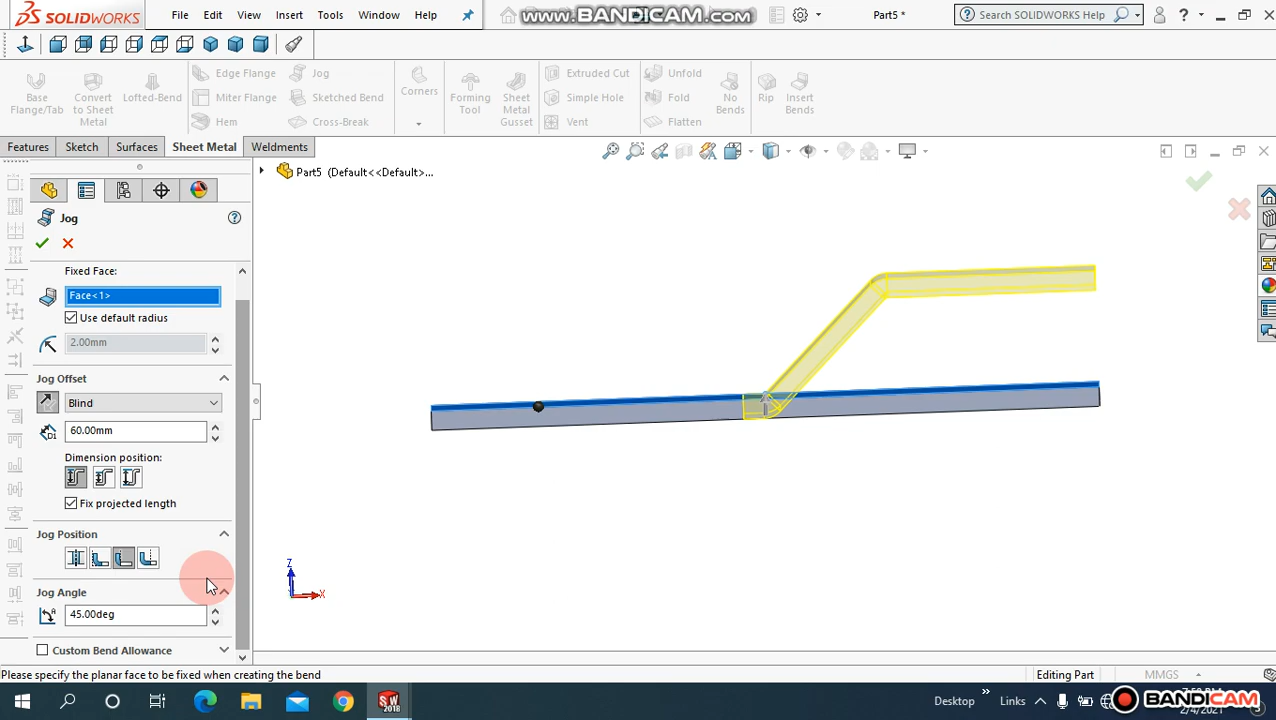 SOLIDWORKS
File
Edit
View
Insert
Tools
Window
Help
www.BANDICAM.com
Part5 *
Search SOLIDWORKS Help
?
Base Flange/Tab
Convert to Sheet Metal
Lofted-Bend
Edge Flange
Miter Flange
Hem
Jog
Sketched Bend
Cross-Break
Corners
Forming Tool
Sheet Metal Gusset
Extruded Cut
Simple Hole
Vent
Unfold
Fold
Flatten
No Bends
Rip
Insert Bends
Features
Sketch
Surfaces
Sheet Metal
Weldments
Part5 (Default<<Default>...
Jog
?
Fixed Face:
Face<1>
Use default radius
2.00mm
Jog Offset
Blind
60.00mm
Dimension position:
Fix projected length
Jog Position
Jog Angle
45.00deg
Custom Bend Allowance
Z
X
Please specify the planar face to be fixed when creating the bend
Editing Part
MMGS
SW
2018
Desktop
Links
BANDICAM
2/4/2021